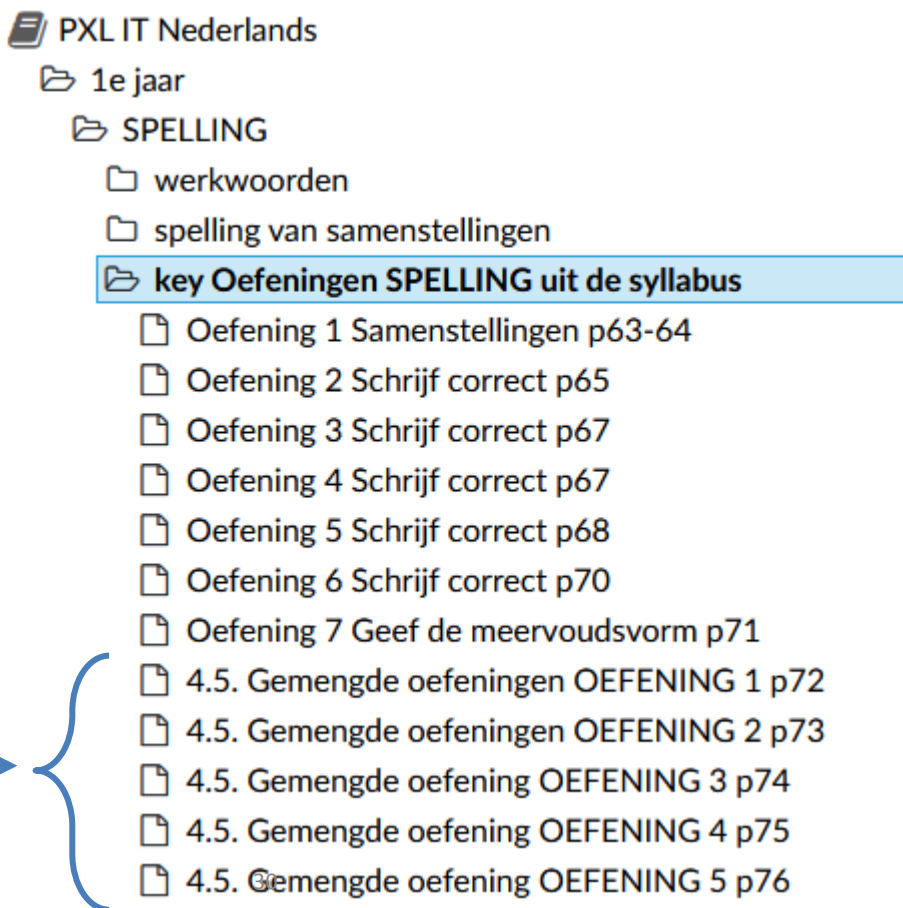 PXL IT Nederlands
1e jaar
SPELLING
werkwoorden
spelling van samenstellingen
key Oefeningen SPELLING uit de syllabus
Oefening 1 Samenstellingen p63-64
Oefening 2 Schrijf correct p65
Oefening 3 Schrijf correct p67
Oefening 4 Schrijf correct p67
Oefening 5 Schrijf correct p68
Oefening 6 Schrijf correct p70
Oefening 7 Geef de meervoudsvorm p71
4.5. Gemengde oefeningen OEFENING 1 p72
4.5. Gemengde oefeningen OEFENING 2 p73
4.5. Gemengde oefening OEFENING 3 p74
4.5. Gemengde oefening OEFENING 4 p75
4.5. Gemengde oefening OEFENING 5 p76
30